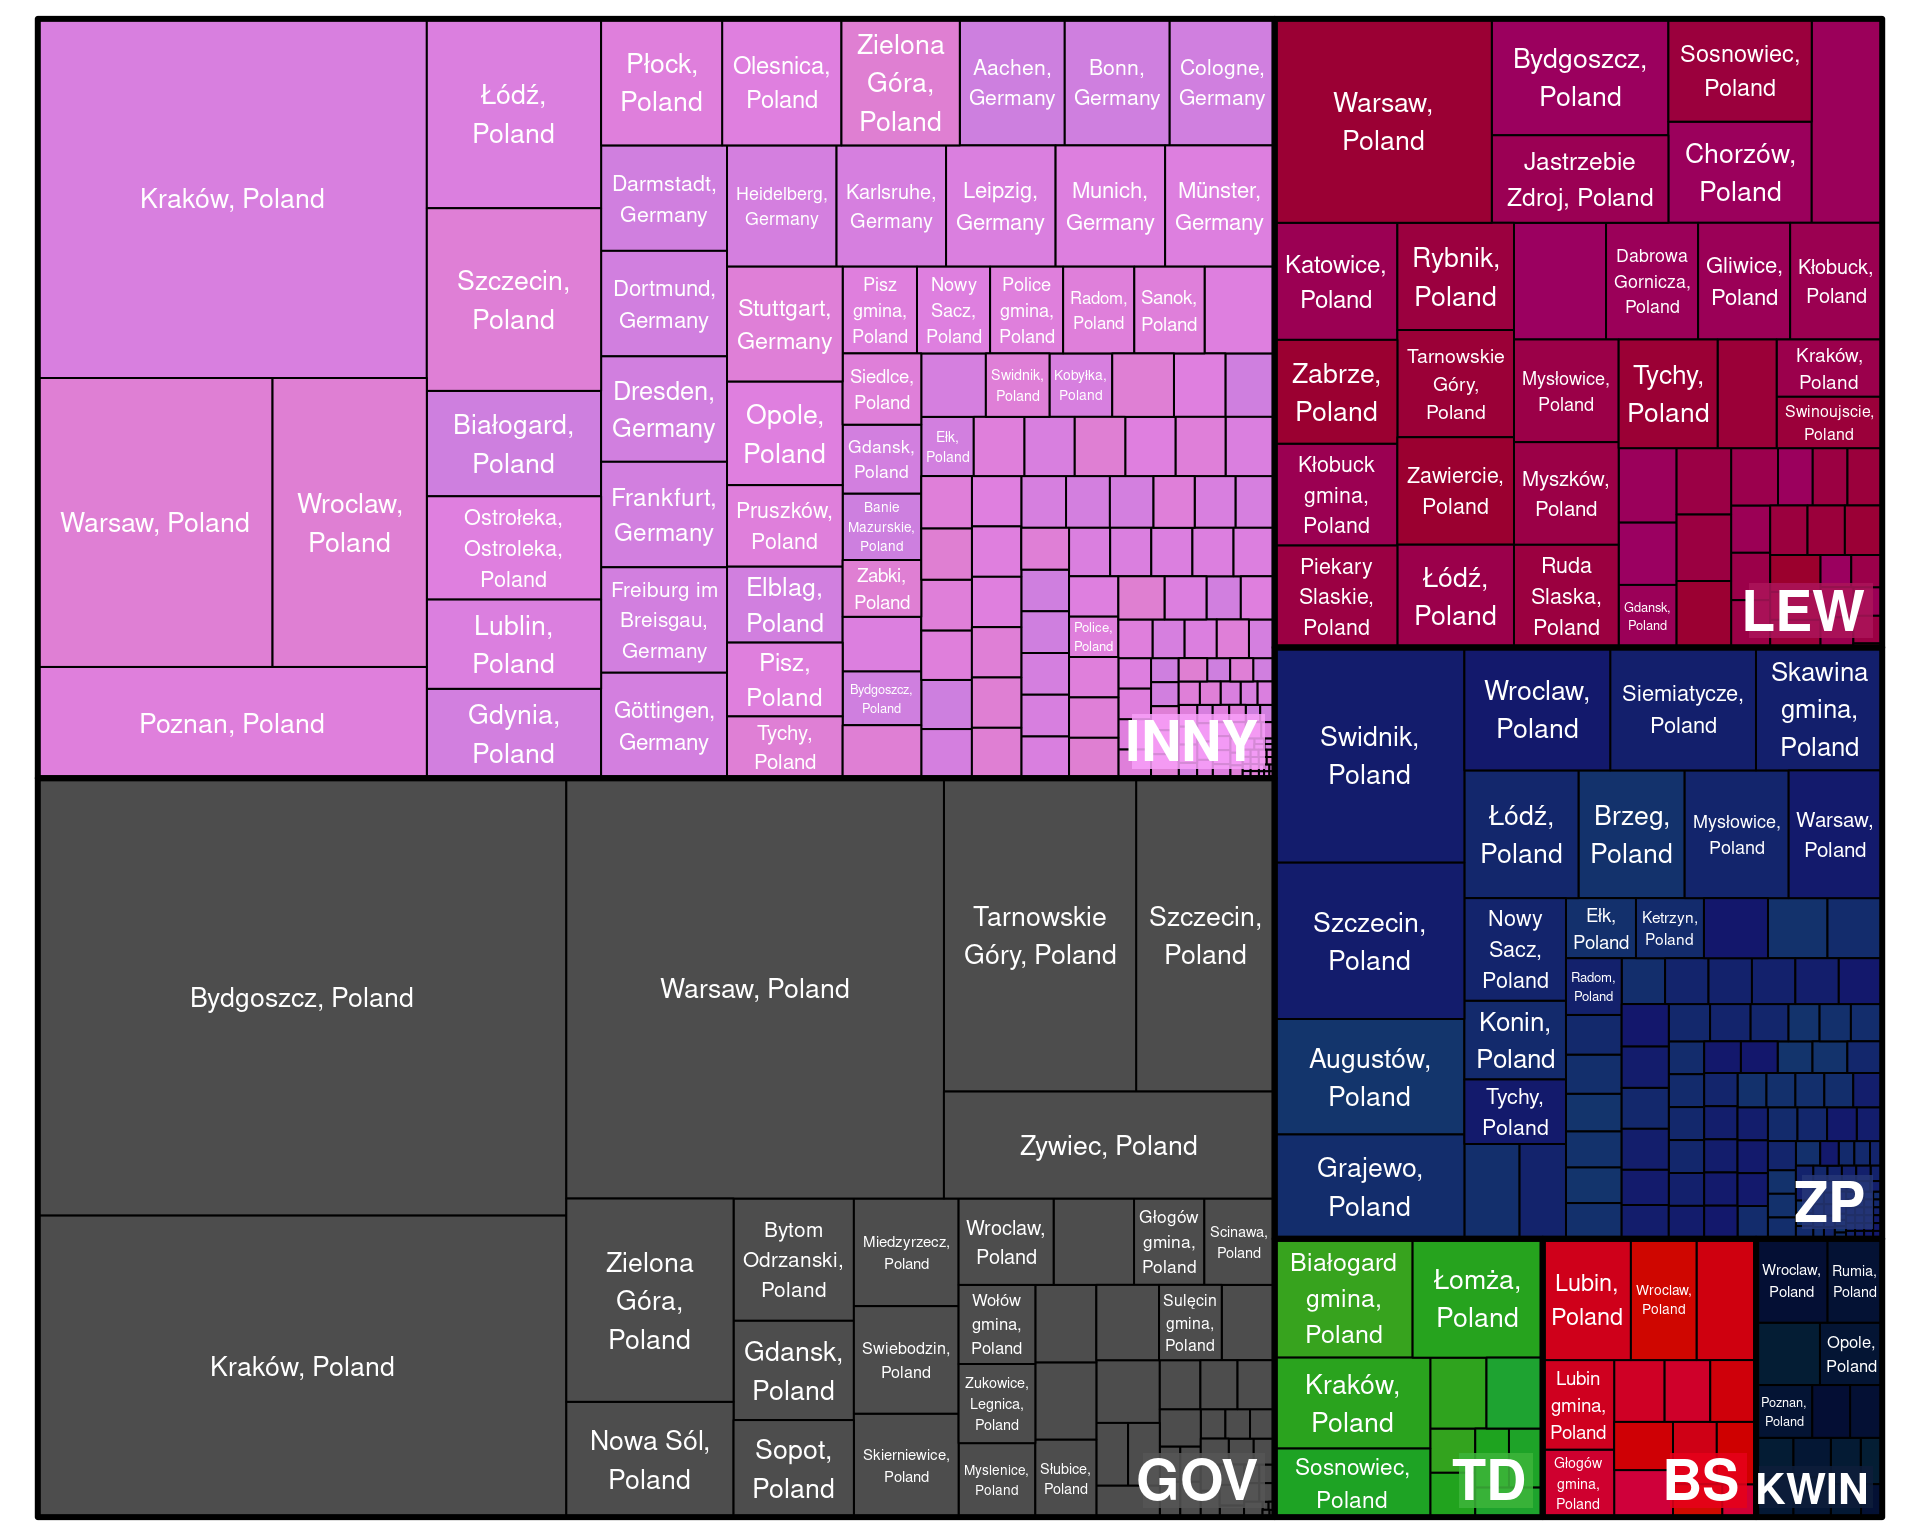 Kraków, Poland
Łódź,
Poland
Szczecin,
Poland
Warsaw, Poland
Wroclaw,
Poland
Poznan, Poland
Białogard,
Poland
Ostrołeka,
Ostroleka,
Poland
Lublin,
Poland
Gdynia,
Poland
Płock,
Poland
Olesnica,
Poland
Zielona
Góra,
Poland
Aachen,
Germany
Bonn,
Germany
Cologne,
Germany
Darmstadt,
Germany
Heidelberg,
Germany
Karlsruhe,
Germany
Leipzig,
Germany
Munich,
Germany
Münster,
Germany
Dortmund,
Germany
Dresden,
Germany
Frankfurt,
Germany
Freiburg im
Breisgau,
Germany
Göttingen,
Germany
Stuttgart,
Germany
Opole,
Poland
Pruszków,
Poland
Elblag,
Poland
Pisz,
Poland
Tychy,
Poland
Pisz
gmina,
Poland
Nowy
Sacz,
Poland
Police
gmina,
Poland
Radom,
Poland
Sanok,
Poland
Siedlce,
Poland
Swidnik,
Poland
Kobyłka,
Poland
Gdansk,
Poland
Ełk,
Poland
Banie
Mazurskie,
Poland
Zabki,
Poland
Police,
Poland
Bydgoszcz,
Poland
INNY
Warsaw,
Poland
Bydgoszcz,
Poland
Sosnowiec,
Poland
Jastrzebie
Zdroj, Poland
Chorzów,
Poland
Katowice,
Poland
Rybnik,
Poland
Dabrowa
Gornicza,
Poland
Gliwice,
Poland
Kłobuck,
Poland
Zabrze,
Poland
Tarnowskie
Góry,
Poland
Mysłowice,
Poland
Tychy,
Poland
Kraków,
Poland
Swinoujscie,
Poland
Kłobuck
gmina,
Poland
Zawiercie,
Poland
Myszków,
Poland
Piekary
Slaskie,
Poland
Łódź,
Poland
Ruda
Slaska,
Poland
Gdansk,
Poland
LEW
Swidnik,
Poland
Wroclaw,
Poland
Siemiatycze,
Poland
Skawina
gmina,
Poland
Łódź,
Poland
Brzeg,
Poland
Mysłowice,
Poland
Warsaw,
Poland
Szczecin,
Poland
Nowy
Sacz,
Poland
Ełk,
Poland
Ketrzyn,
Poland
Radom,
Poland
Augustów,
Poland
Konin,
Poland
Tychy,
Poland
Grajewo,
Poland
ZP
Bydgoszcz, Poland
Warsaw, Poland
Tarnowskie
Góry, Poland
Szczecin,
Poland
Zywiec, Poland
Kraków, Poland
Zielona
Góra,
Poland
Nowa Sól,
Poland
Bytom
Odrzanski,
Poland
Gdansk,
Poland
Sopot,
Poland
Miedzyrzecz,
Poland
Swiebodzin,
Poland
Skierniewice,
Poland
Wroclaw,
Poland
Głogów
gmina,
Poland
Scinawa,
Poland
Wołów
gmina,
Poland
Sulęcin
gmina,
Poland
Zukowice,
Legnica,
Poland
Myslenice,
Poland
Słubice,
Poland
GOV
Białogard
gmina,
Poland
Łomża,
Poland
Kraków,
Poland
Sosnowiec,
Poland
TD
Lubin,
Poland
Wroclaw,
Poland
Lubin
gmina,
Poland
Głogów
gmina,
Poland
BS
Wroclaw,
Poland
Rumia,
Poland
Opole,
Poland
Poznan,
Poland
KWIN